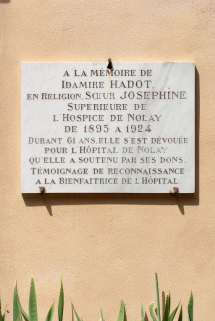 A LA MÉMOIRE DE
IDAMIRE HADOT,
EN RELIGION, SŒUR JOSEPHINE
SUPÉRIEURE DE
L'HOSPICE DE NOLAY
DE 1893 A 1924
DURANT 61 ANS, ELLE S'EST DEVOUÉE
POUR L'HÔPITAL DE NOLAY
QU'ELLE A SOUTENU PAR SES DONS.
TÉMOIGNAGE DE RECONNAISSANCE
A LA BIENFAITRICE DE L'HÔPITAL